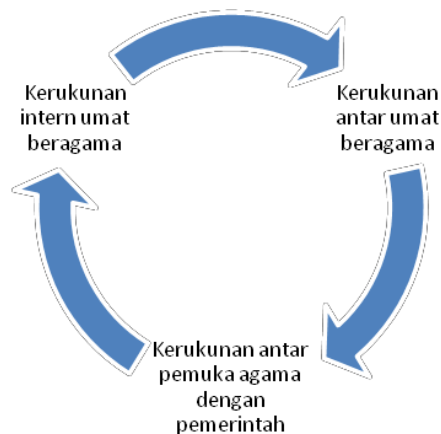 Kerukunan
intern umat
beragama
Kerukunan
antar umat
beragama
Kerukunan antar
pemuka agama
dengan
pemerintah